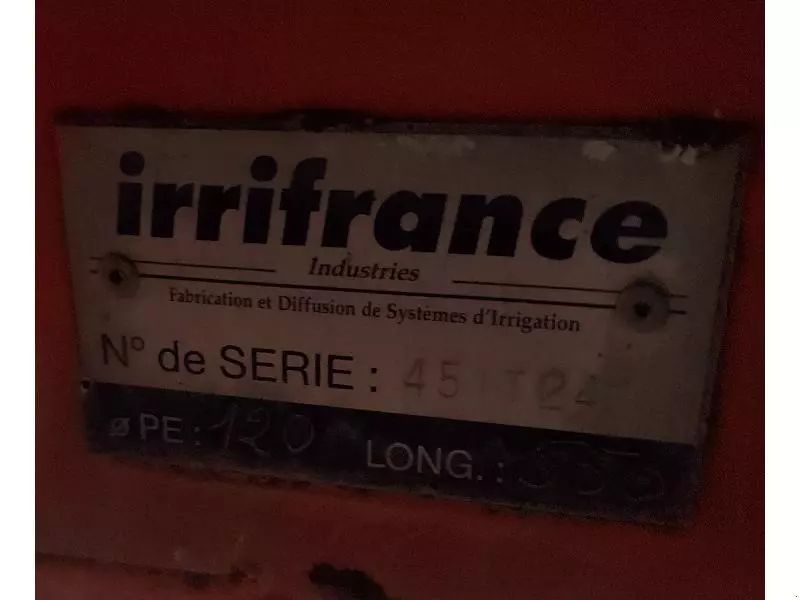 irrifrance
Industries
Fabrication et Diffusion de Systèmes d'Irrigation
N° de SERIE :
ø PE : 120 LONG. :